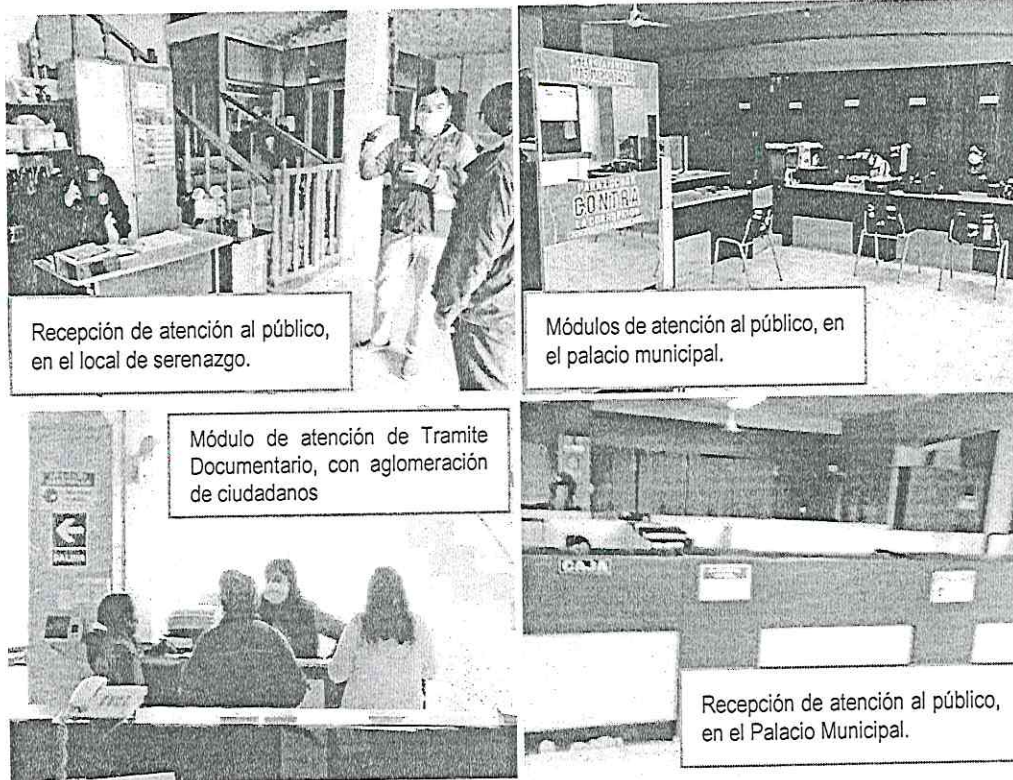 CONTRA
Recepción de atención al público,
en el local de serenazgo.
Módulos de atención al público, en
el palacio municipal.
Módulo de atención de Tramite
Documentario, con aglomeración
de ciudadanos
CAJA
Recepción de atención al público,
en el Palacio Municipal.